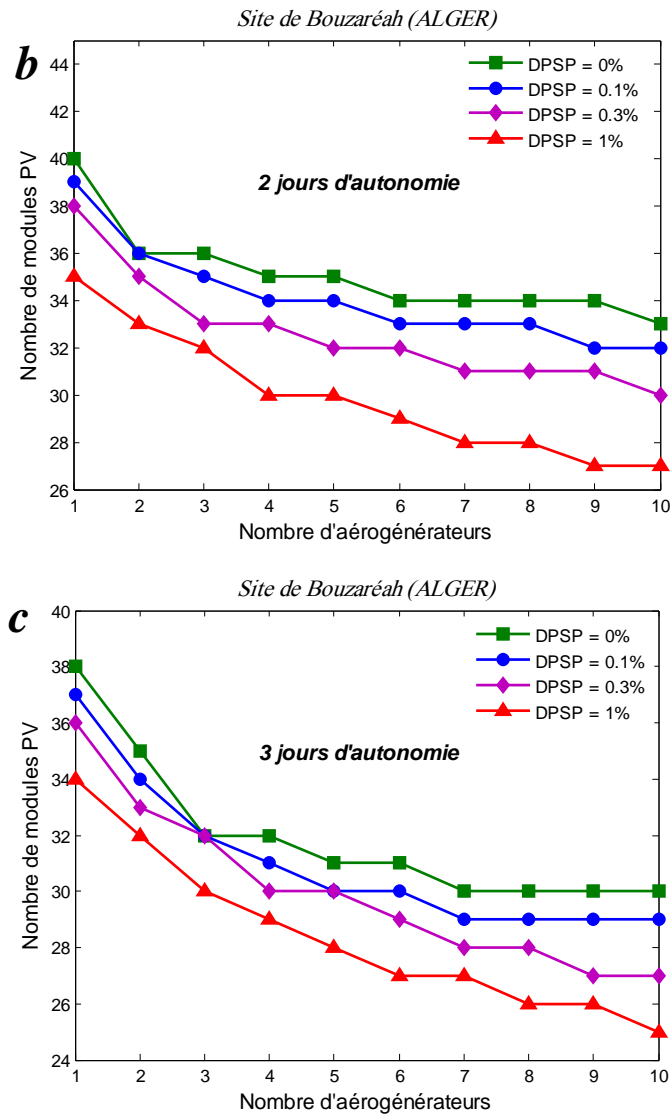 Site de Bouzaréah (ALGER)
b
44
42
40
38
36
34
32
30
28
26
Nombre de modules PV
DPSP = 0%
DPSP = 0.1%
DPSP = 0.3%
DPSP = 1%
2 jours d'autonomie
1 2 3 4 5 6 7 8 9 10
Nombre d'aérogénérateurs
Site de Bouzaréah (ALGER)
c
40
38
36
34
32
30
28
26
24
Nombre de modules PV
DPSP = 0%
DPSP = 0.1%
DPSP = 0.3%
DPSP = 1%
3 jours d'autonomie
1 2 3 4 5 6 7 8 9 10
Nombre d'aérogénérateurs